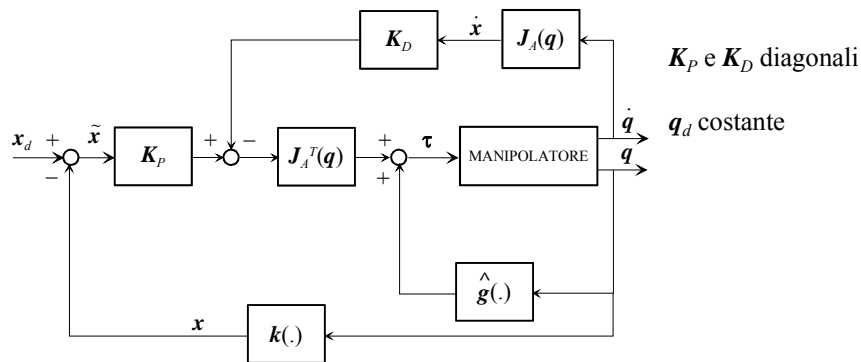 K_D
ẋ
J_A(q)
K_P e K_D diagonali
q_d costante
x_d
+
−
x̃
K_P
+
−
J_A^T(q)
+
+
τ
MANIPOLATORE
q̇
q
ĝ(.)
x
k(.)